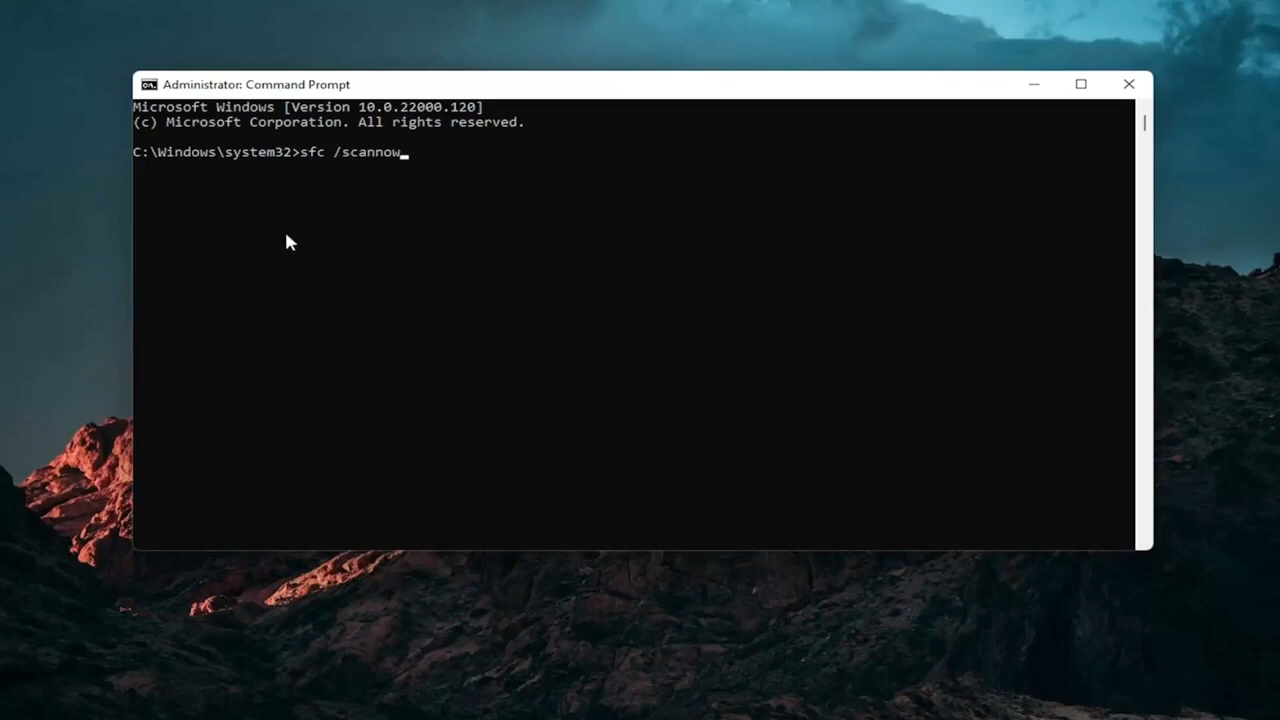 Administrator: Command Prompt
Microsoft Windows [Version 10.0.22000.120]
(c) Microsoft Corporation. All rights reserved.
C:\Windows\system32>sfc /scannow